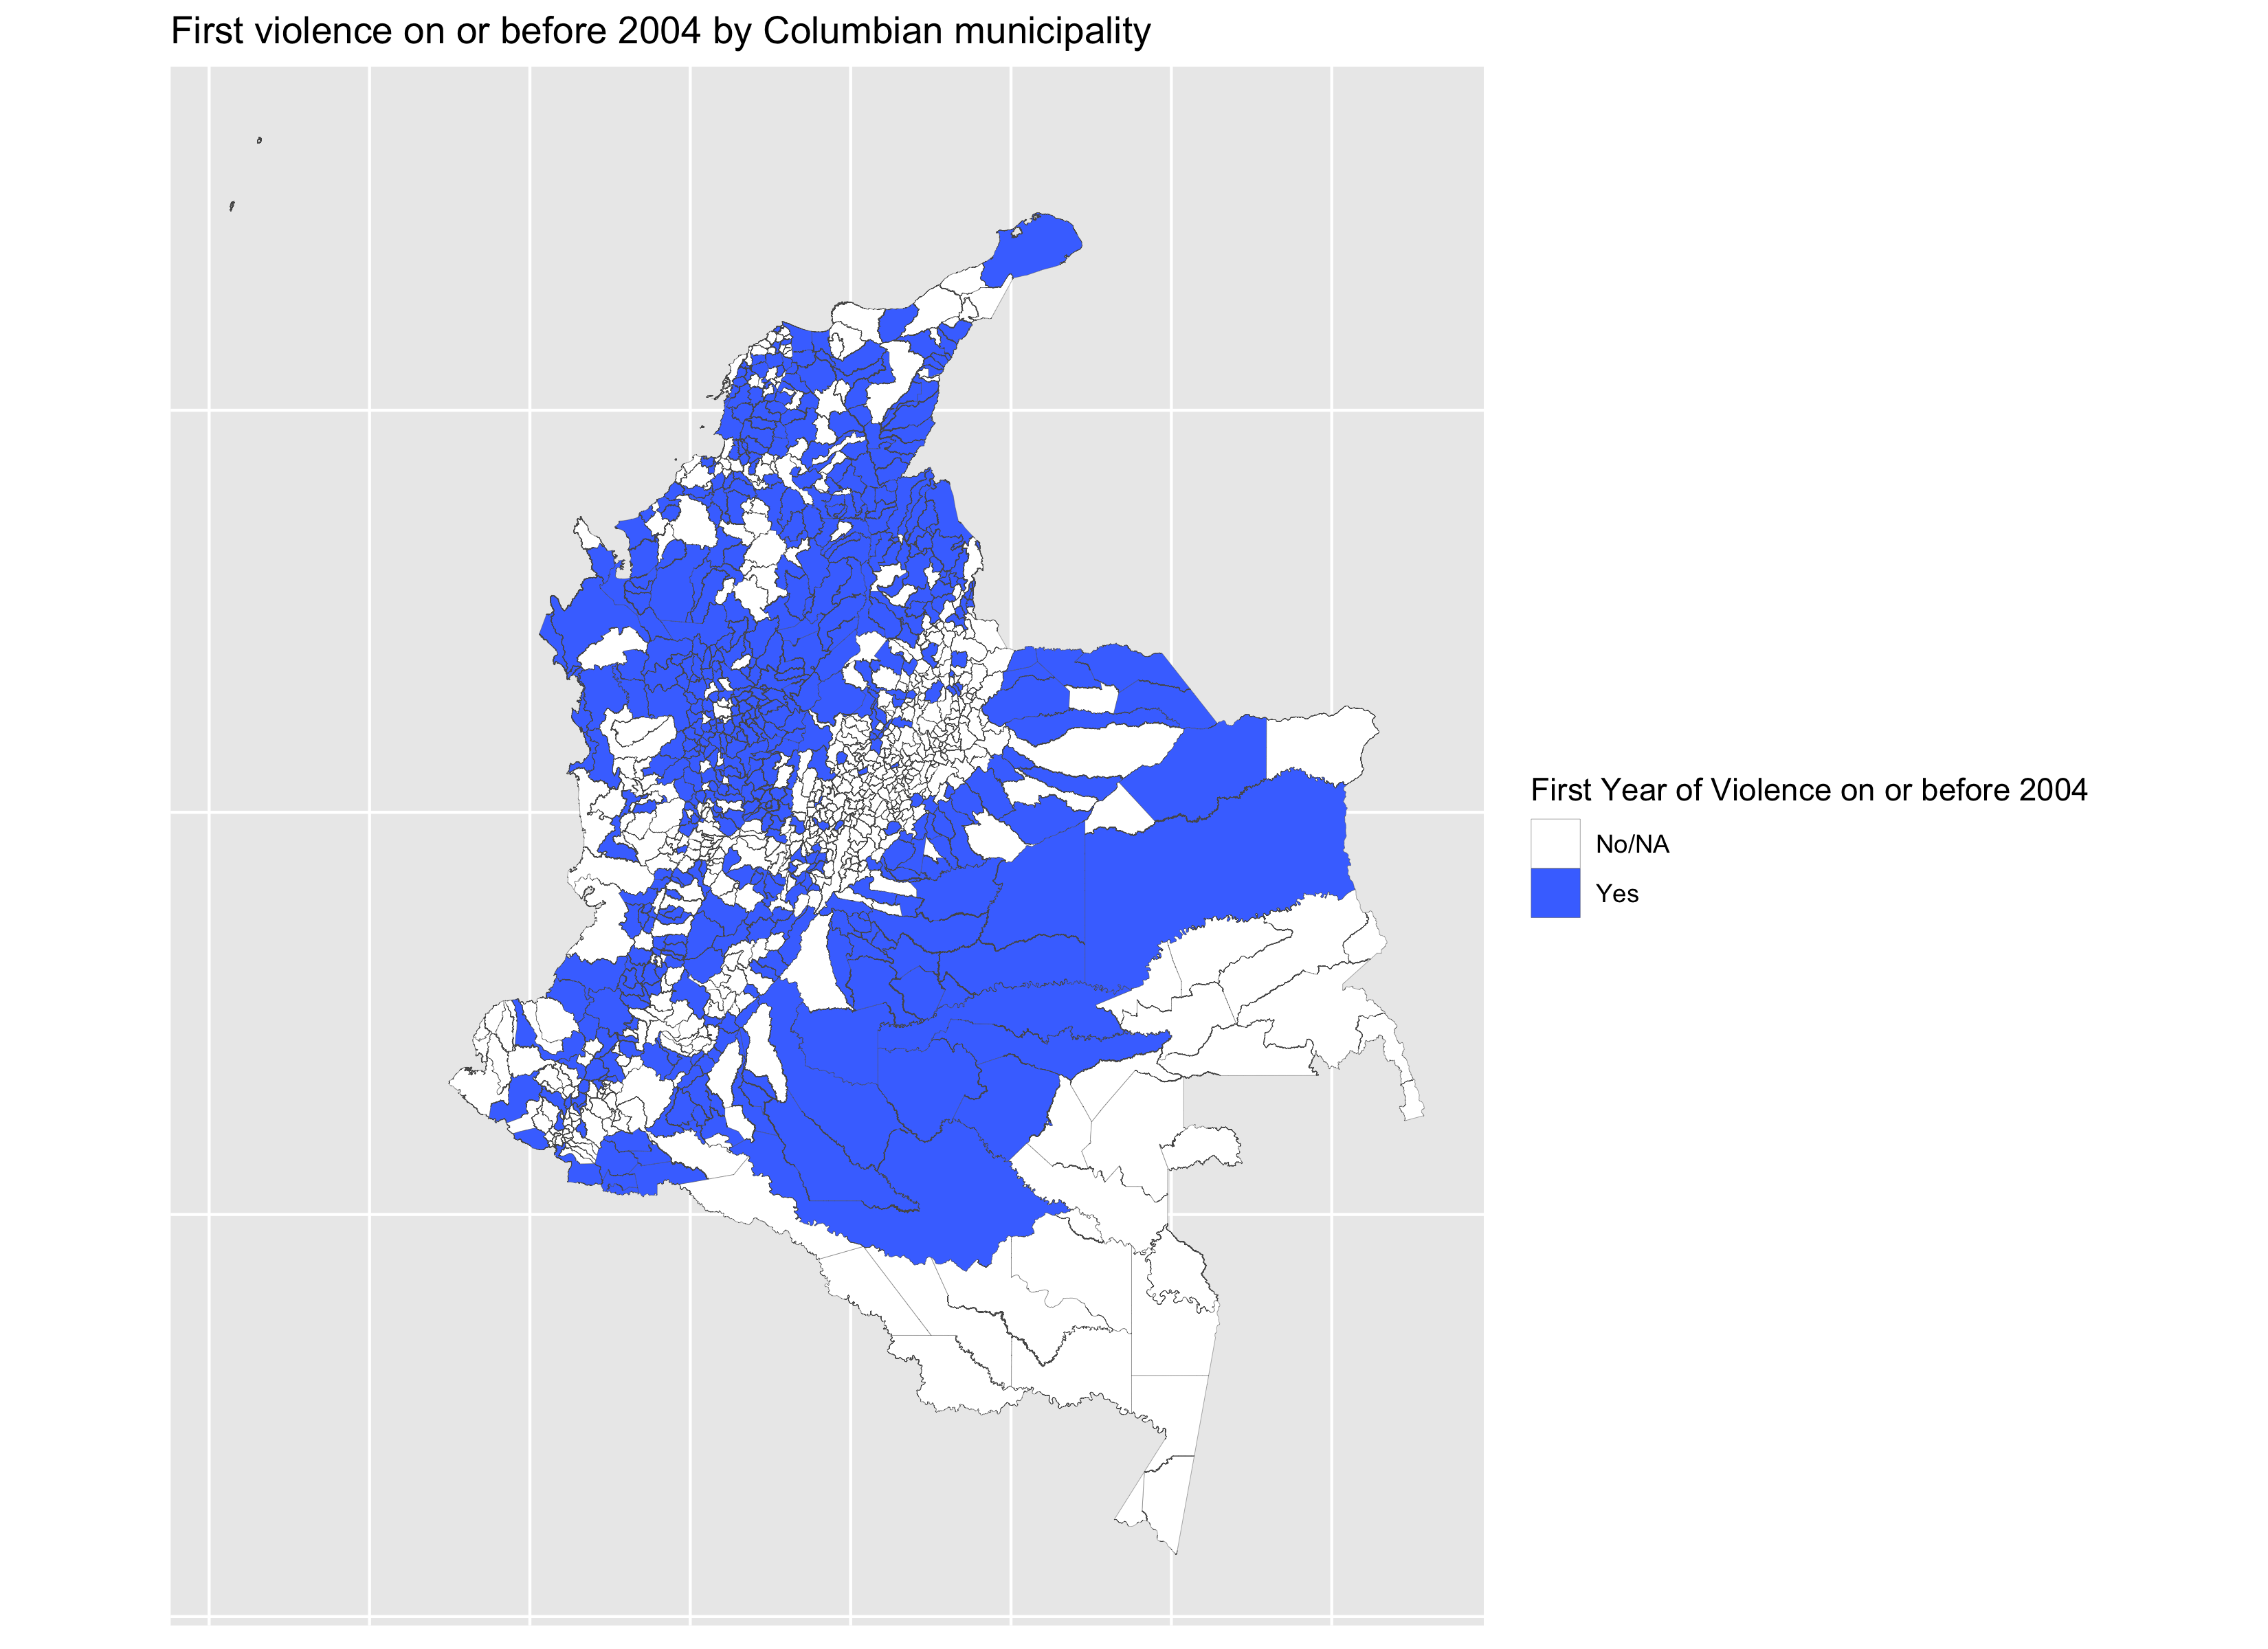 First violence on or before 2004 by Columbian municipality
First Year of Violence on or before 2004
No/NA
Yes